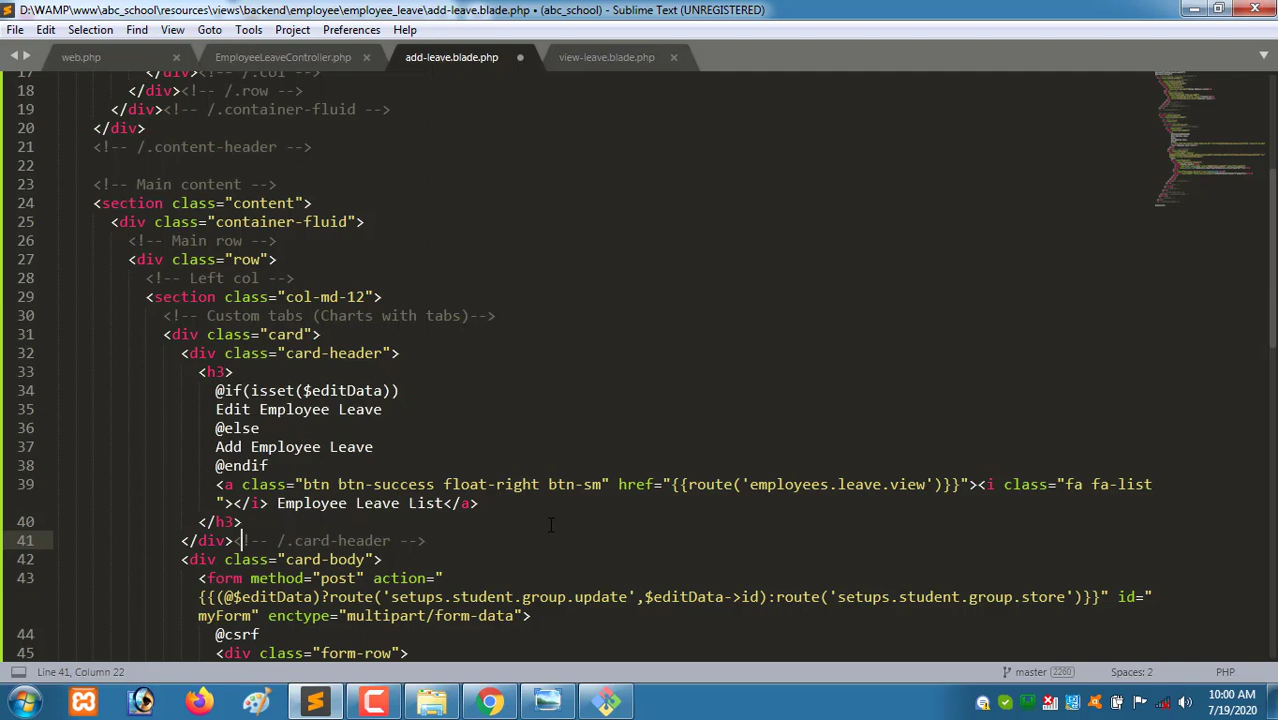 D:\WAMP\www\abc_school\resources\views\backend\employee\employee_leave\add-leave.blade.php • (abc_school) - Sublime Text (UNREGISTERED)
File Edit Selection Find View Goto Tools Project Preferences Help
web.php EmployeeLeaveController.php add-leave.blade.php view-leave.blade.php
17 </div><!-- /.col -->
18 </div><!-- /.row -->
19 </div><!-- /.container-fluid -->
20 </div>
21 <!-- /.content-header -->
22
23 <!-- Main content -->
24 <section class="content">
25 <div class="container-fluid">
26 <!-- Main row -->
27 <div class="row">
28 <!-- Left col -->
29 <section class="col-md-12">
30 <!-- Custom tabs (Charts with tabs)-->
31 <div class="card">
32 <div class="card-header">
33 <h3>
34 @if(isset($editData))
35 Edit Employee Leave
36 @else
37 Add Employee Leave
38 @endif
39 <a class="btn btn-success float-right btn-sm" href="{{route('employees.leave.view')}}"><i class="fa fa-list
"></i> Employee Leave List</a>
40 </h3>
41 </div><!-- /.card-header -->
42 <div class="card-body">
43 <form method="post" action="
{{(@$editData)?route('setups.student.group.update',$editData->id):route('setups.student.group.store')}}" id="
myForm" enctype="multipart/form-data">
44 @csrf
45 <div class="form-row">
Line 41, Column 22 master 2260 Spaces: 2 PHP
10:00 AM
7/19/2020